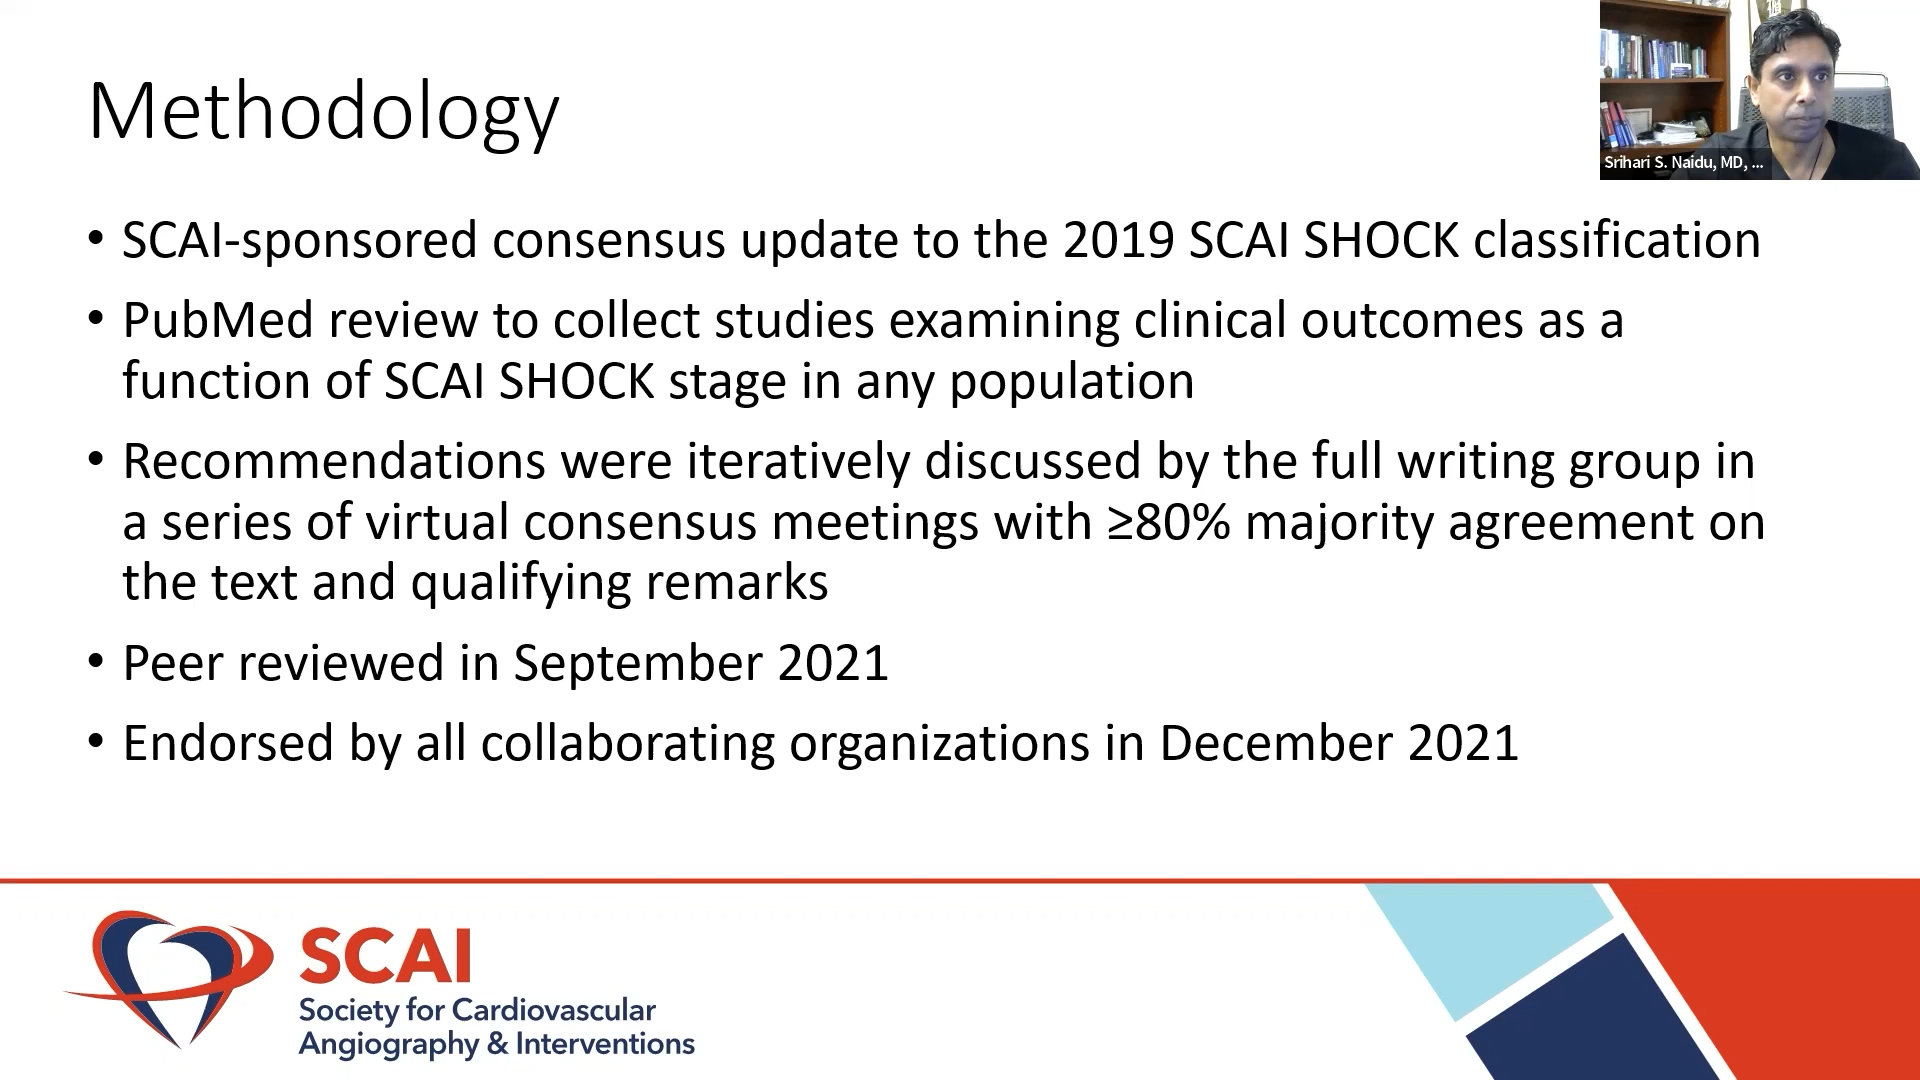 Methodology
Srihari S. Naidu, MD, ...
• SCAI-sponsored consensus update to the 2019 SCAI SHOCK classification
• PubMed review to collect studies examining clinical outcomes as a
function of SCAI SHOCK stage in any population
• Recommendations were iteratively discussed by the full writing group in
a series of virtual consensus meetings with ≥80% majority agreement on
the text and qualifying remarks
• Peer reviewed in September 2021
• Endorsed by all collaborating organizations in December 2021
SCAI
Society for Cardiovascular
Angiography & Interventions